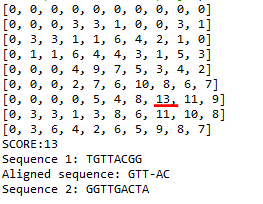 [0, 0, 0, 0, 0, 0, 0, 0, 0, 0]
[0, 0, 0, 3, 3, 1, 0, 0, 3, 1]
[0, 3, 3, 1, 1, 6, 4, 2, 1, 0]
[0, 1, 1, 6, 4, 4, 3, 1, 5, 3]
[0, 0, 0, 4, 9, 7, 5, 3, 4, 2]
[0, 0, 0, 2, 7, 6, 10, 8, 6, 7]
[0, 0, 0, 0, 5, 4, 8, 13, 11, 9]
[0, 3, 3, 1, 3, 8, 6, 11, 10, 8]
[0, 3, 6, 4, 2, 6, 5, 9, 8, 7]
SCORE:13
Sequence 1: TGTTACGG
Aligned sequence: GTT-AC
Sequence 2: GGTTGACTA